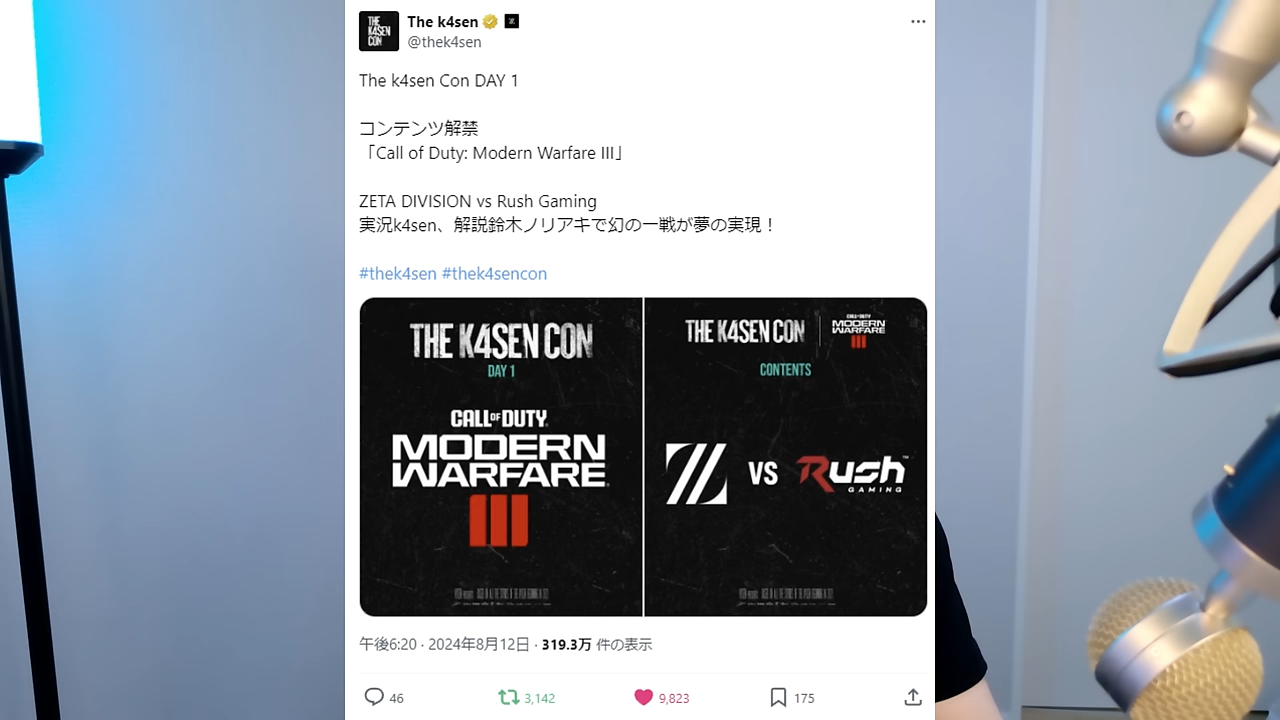 The k4sen
@thek4sen
The k4sen Con DAY 1
コンテンツ解禁
「Call of Duty: Modern Warfare III」
ZETA DIVISION vs Rush Gaming
実況k4sen、解説鈴木ノリアキで幻の一戦が夢の実現！
#thek4sen #thek4sencon
THE K4SEN CON
DAY 1
CALL OF DUTY
MODERN
WARFARE
III
THE K4SEN CON
CALL OF DUTY
MODERN
WARFARE
III
CONTENTS
VS
Rush™
GAMING
午後6:20 · 2024年8月12日 · 319.3万 件の表示
46
3,142
9,823
175